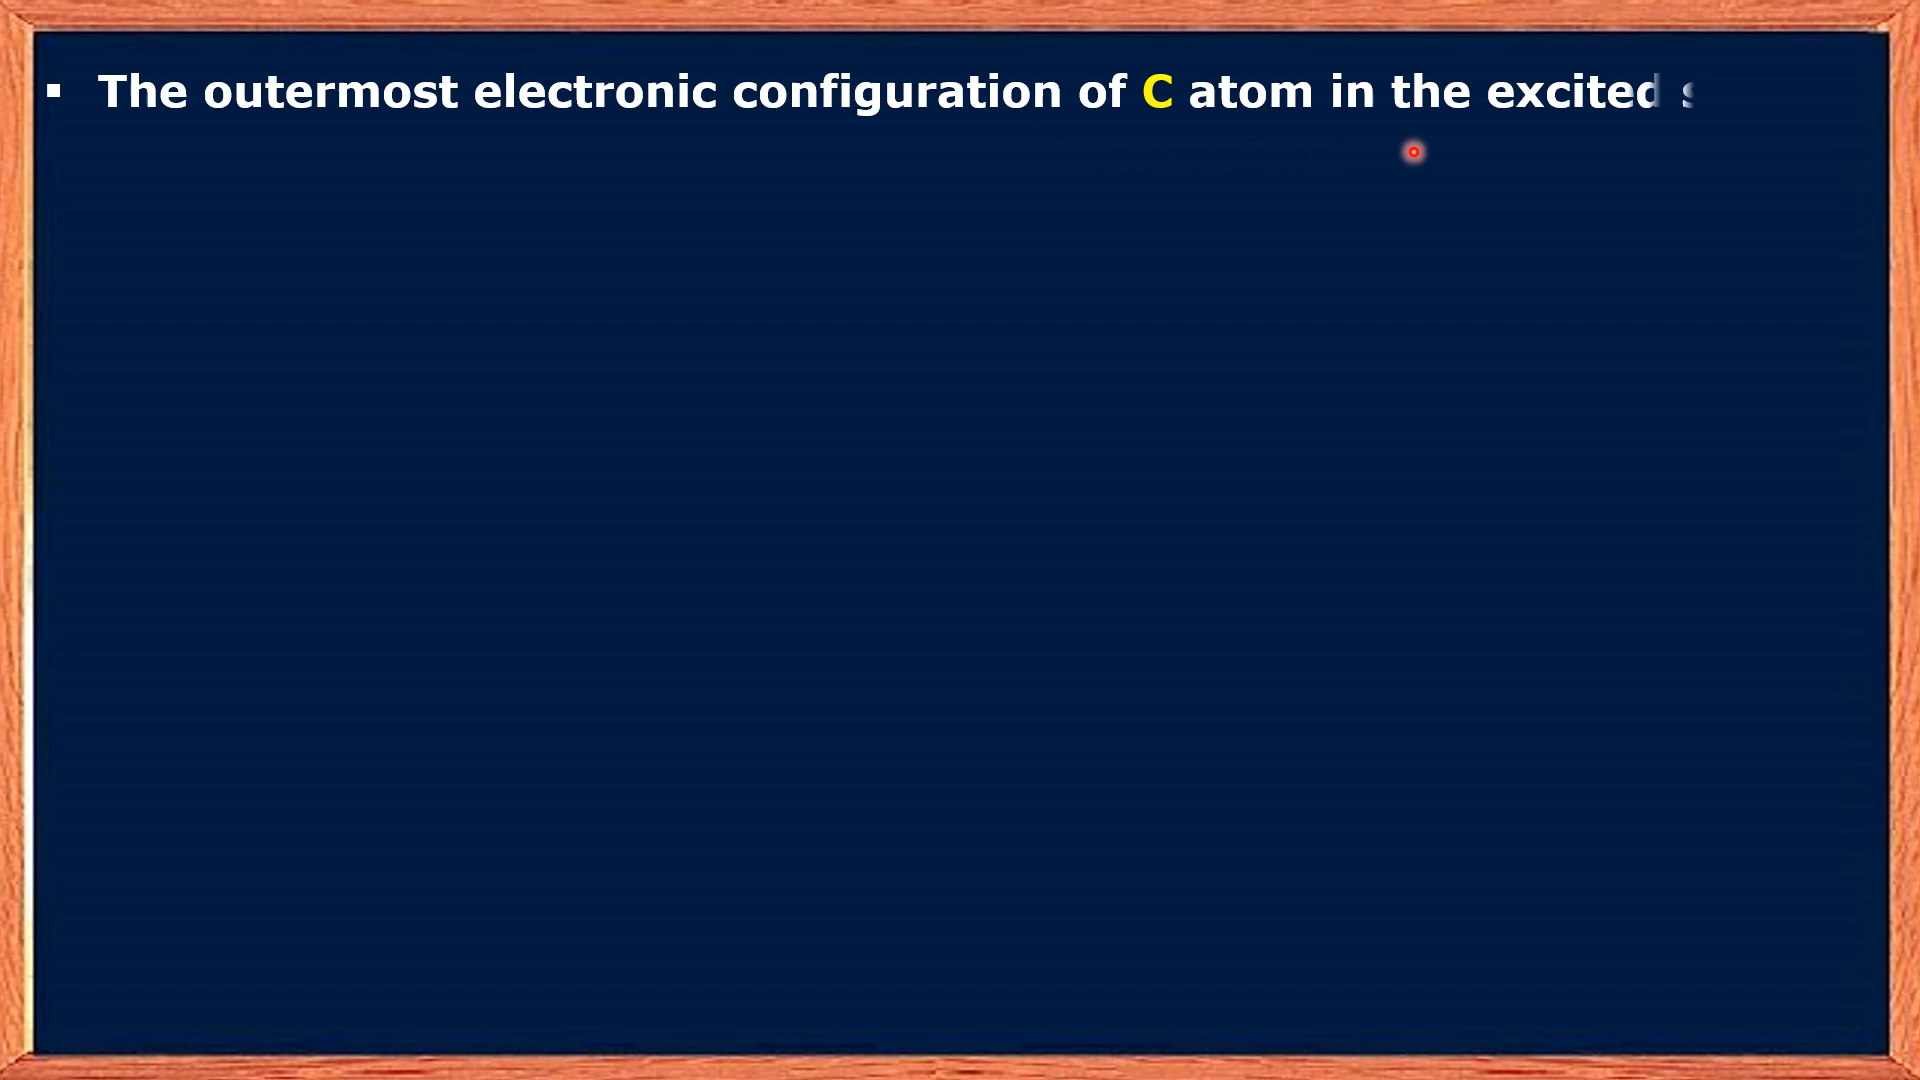 ▪ The outermost electronic configuration of C atom in the excited s